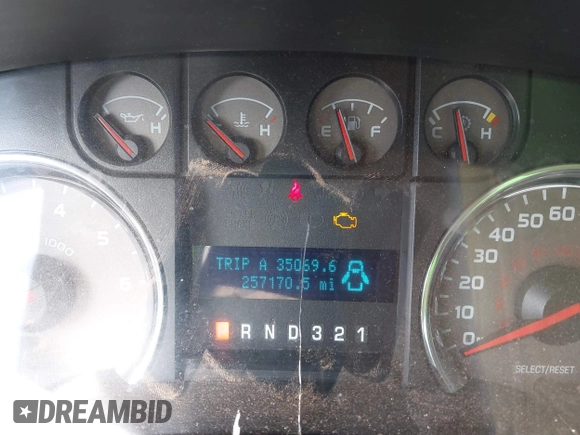 H
H
E F
C H
4
5
6
1000
TRIP A 35069.6
257170.5 mi
R N D 3 2 1
60
50
40
30
20
10
0
SELECT/RESET
DREAMBID